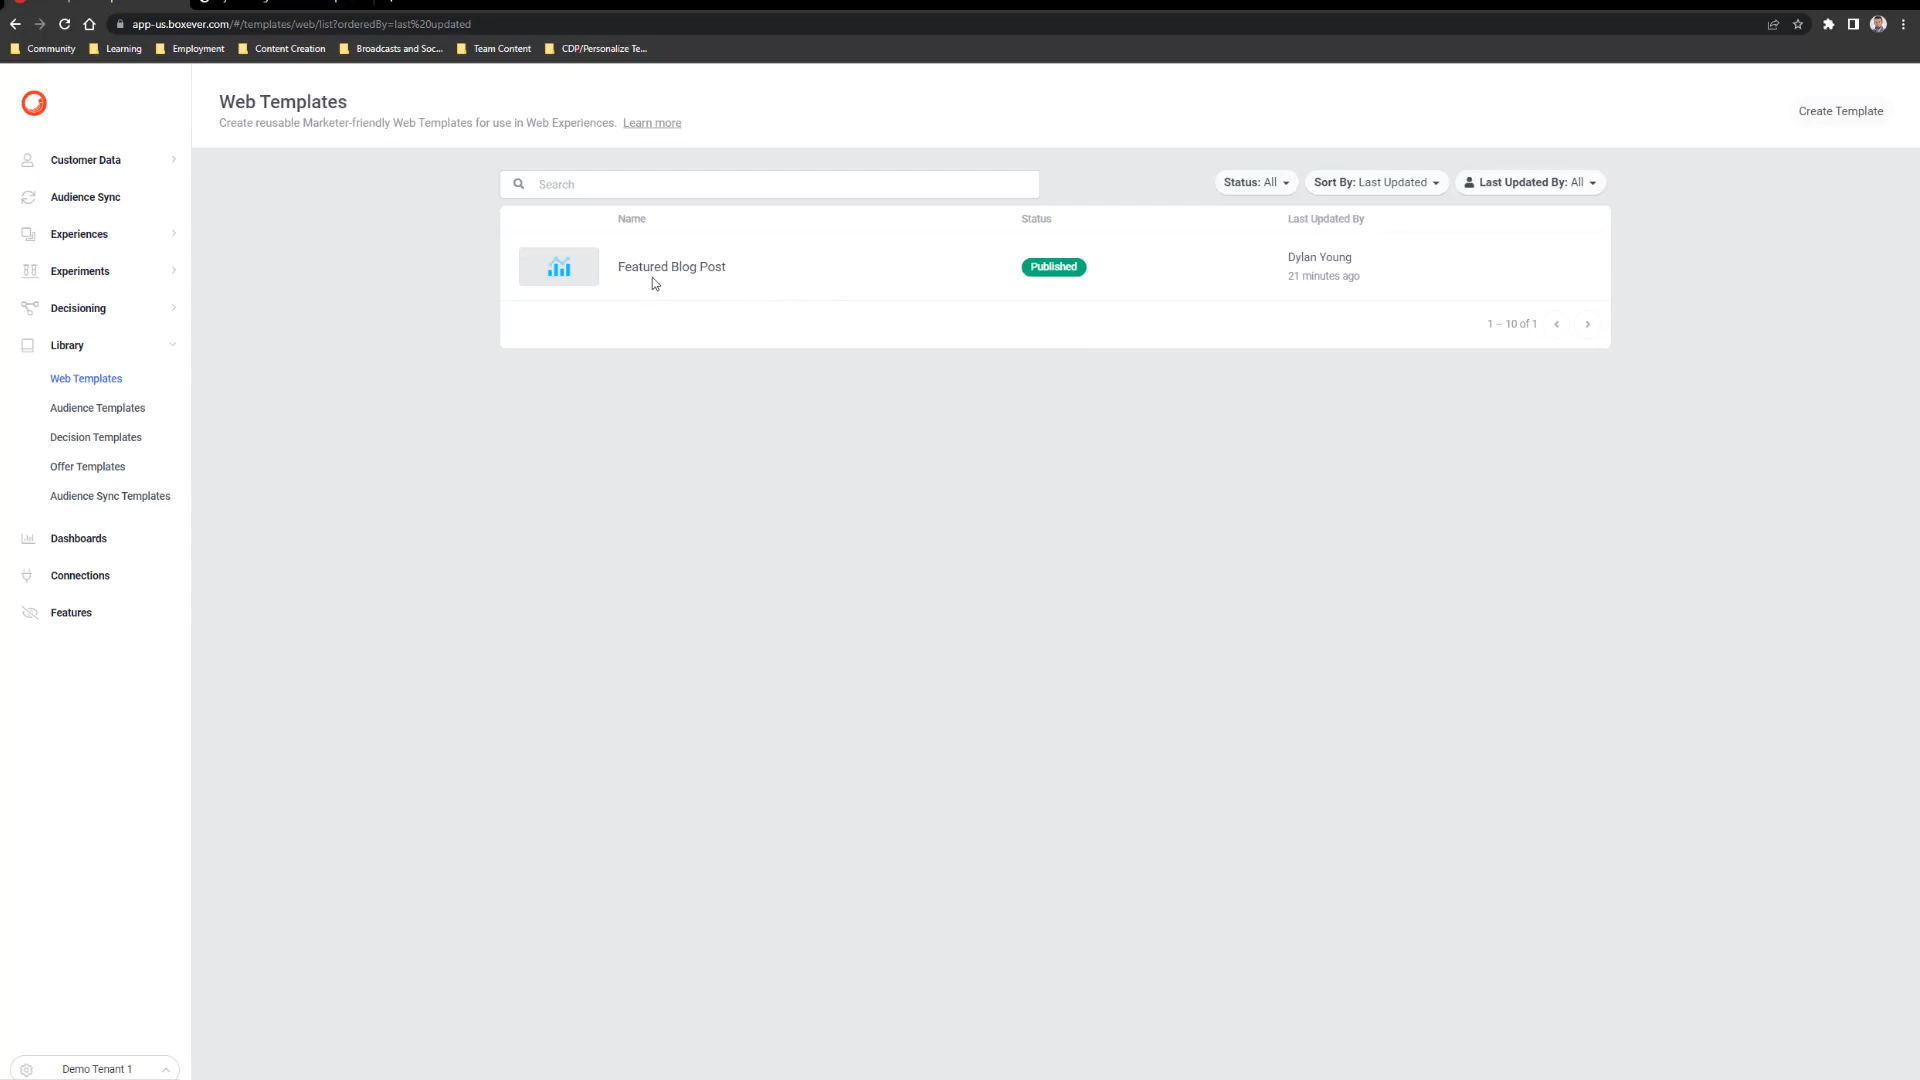 app-us.boxever.com/#/templates/web/list?orderedBy=last%20updated
Community Learning Employment Content Creation Broadcasts and Soc... Team Content CDP/Personalize Te...
Web Templates
Create reusable Marketer-friendly Web Templates for use in Web Experiences. Learn more
Create Template
Customer Data
Audience Sync
Experiences
Experiments
Decisioning
Library
Web Templates
Audience Templates
Decision Templates
Offer Templates
Audience Sync Templates
Dashboards
Connections
Features
Demo Tenant 1
Search
Status: All Sort By: Last Updated Last Updated By: All
Name Status Last Updated By
Featured Blog Post Published Dylan Young
21 minutes ago
1 – 10 of 1